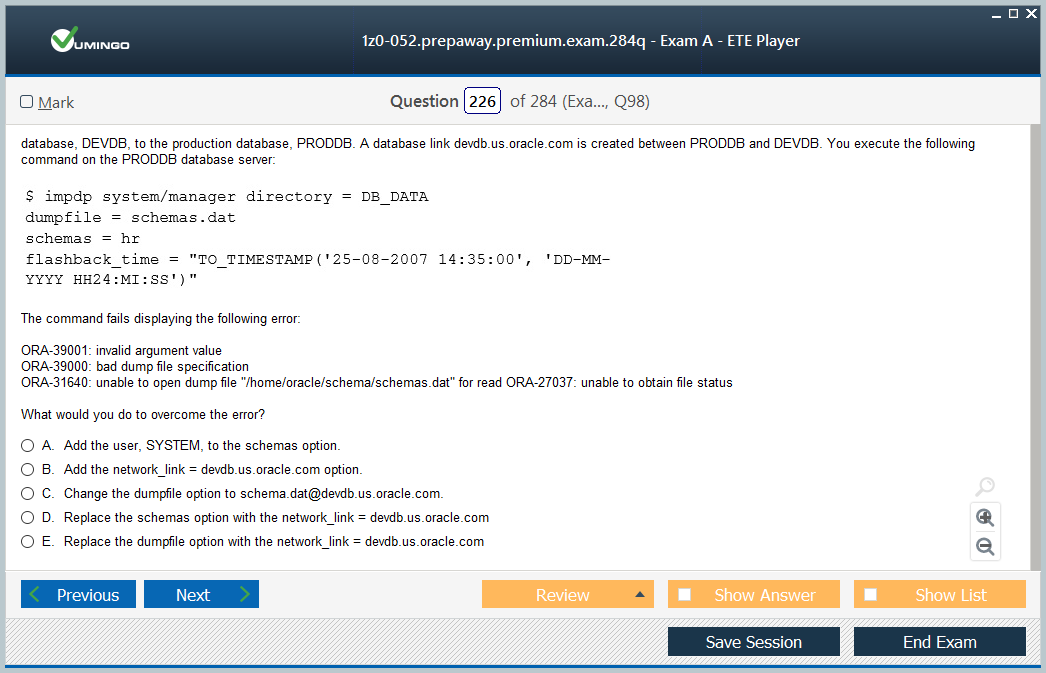 VUMINGO
1z0-052.prepaway.premium.exam.284q - Exam A - ETE Player
Mark
Question 226 of 284 (Exa..., Q98)
database, DEVDB, to the production database, PRODDB. A database link devdb.us.oracle.com is created between PRODDB and DEVDB. You execute the following
command on the PRODDB database server:
$ impdp system/manager directory = DB_DATA
dumpfile = schemas.dat
schemas = hr
flashback_time = "TO_TIMESTAMP('25-08-2007 14:35:00', 'DD-MM-
YYYY HH24:MI:SS')"
The command fails displaying the following error:
ORA-39001: invalid argument value
ORA-39000: bad dump file specification
ORA-31640: unable to open dump file "/home/oracle/schema/schemas.dat" for read ORA-27037: unable to obtain file status
What would you do to overcome the error?
A. Add the user, SYSTEM, to the schemas option.
B. Add the network_link = devdb.us.oracle.com option.
C. Change the dumpfile option to schema.dat@devdb.us.oracle.com.
D. Replace the schemas option with the network_link = devdb.us.oracle.com
E. Replace the dumpfile option with the network_link = devdb.us.oracle.com
Previous
Next
Review
Show Answer
Show List
Save Session
End Exam